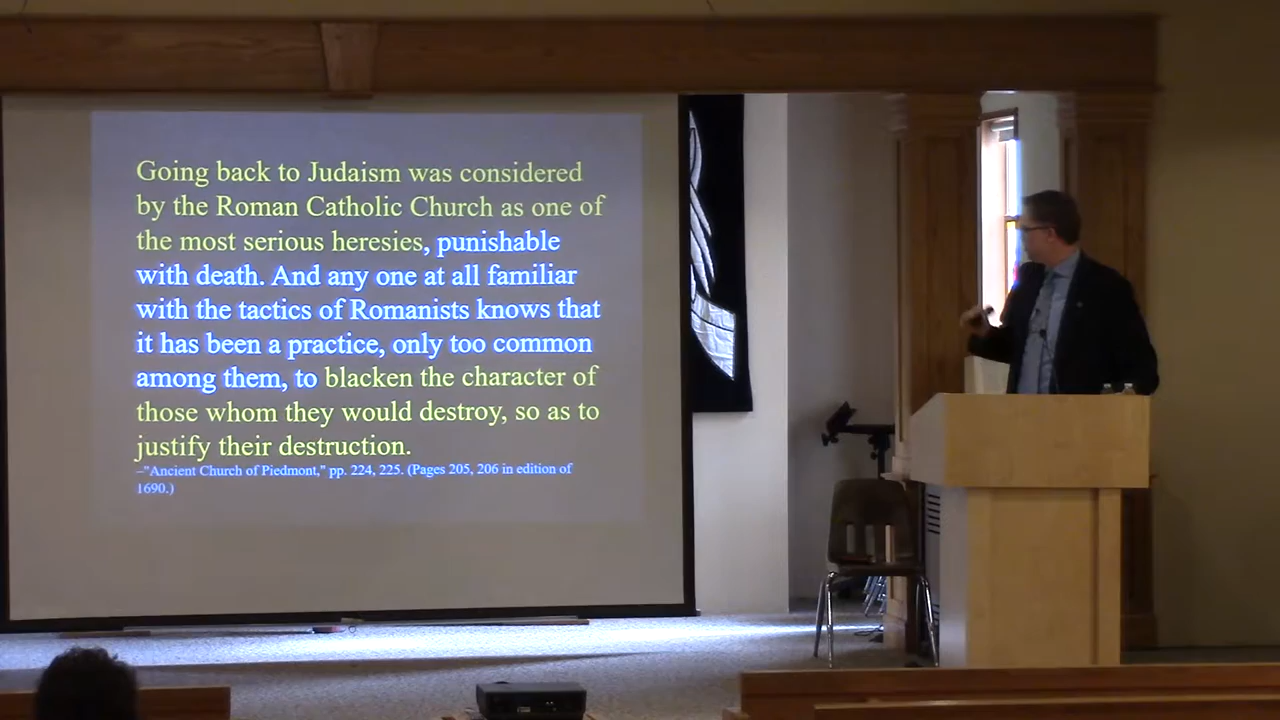 Going back to Judaism was considered
by the Roman Catholic Church as one of
the most serious heresies, punishable
with death. And any one at all familiar
with the tactics of Romanists knows that
it has been a practice, only too common
among them, to blacken the character of
those whom they would destroy, so as to
justify their destruction.
–"Ancient Church of Piedmont," pp. 224, 225. (Pages 205, 206 in edition of
1690.)